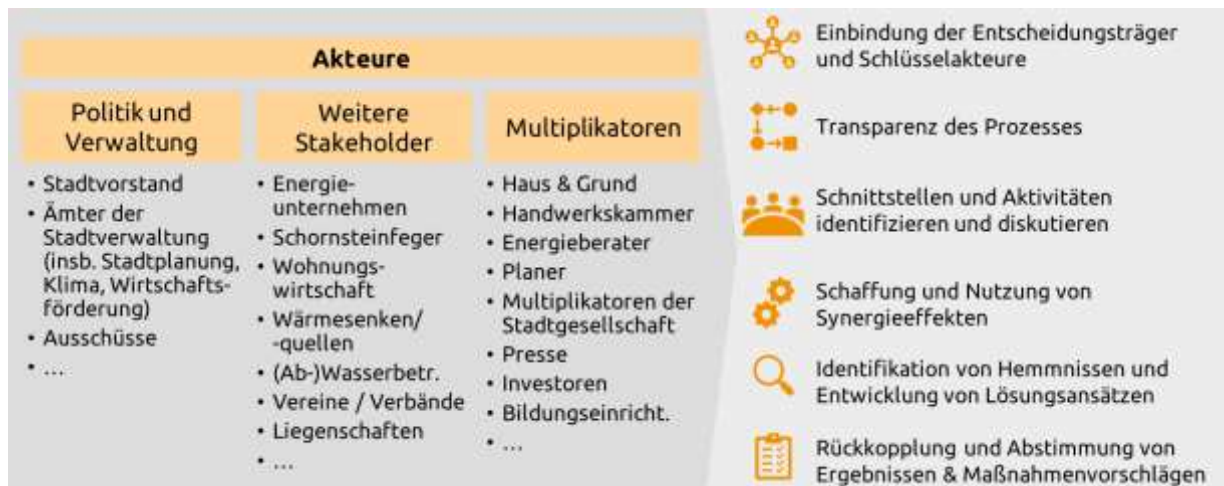 Akteure
Politik und
Verwaltung
• Stadtvorstand
• Ämter der
Stadtverwaltung
(insb. Stadtplanung,
Klima, Wirtschafts-
förderung)
• Ausschüsse
• …
Weitere
Stakeholder
• Energie-
unternehmen
• Schornsteinfeger
• Wohnungs-
wirtschaft
• Wärmesenken/
-quellen
• (Ab-)Wasserbetr.
• Vereine / Verbände
• Liegenschaften
• …
Multiplikatoren
• Haus & Grund
• Handwerkskammer
• Energieberater
• Planer
• Multiplikatoren der
Stadtgesellschaft
• Presse
• Investoren
• Bildungseinricht.
• …
Einbindung der Entscheidungsträger
und Schlüsselakteure
Transparenz des Prozesses
Schnittstellen und Aktivitäten
identifizieren und diskutieren
Schaffung und Nutzung von
Synergieeffekten
Identifikation von Hemmnissen und
Entwicklung von Lösungsansätzen
Rückkopplung und Abstimmung von
Ergebnissen & Maßnahmenvorschlägen